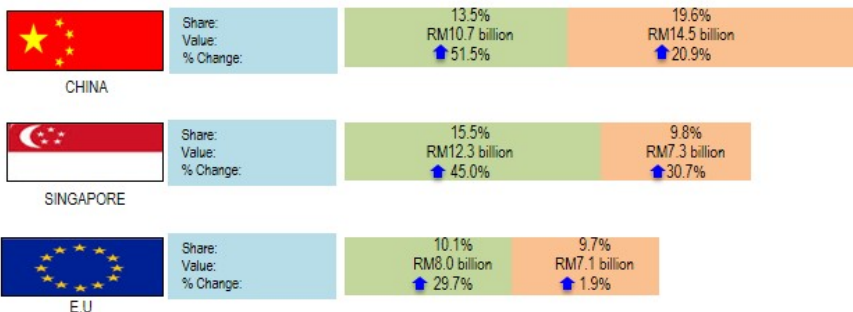 Share:
Value:
% Change:
13.5%
RM10.7 billion
51.5%
19.6%
RM14.5 billion
20.9%
CHINA
Share:
Value:
% Change:
15.5%
RM12.3 billion
45.0%
9.8%
RM7.3 billion
30.7%
SINGAPORE
Share:
Value:
% Change:
10.1%
RM8.0 billion
29.7%
9.7%
RM7.1 billion
1.9%
E.U